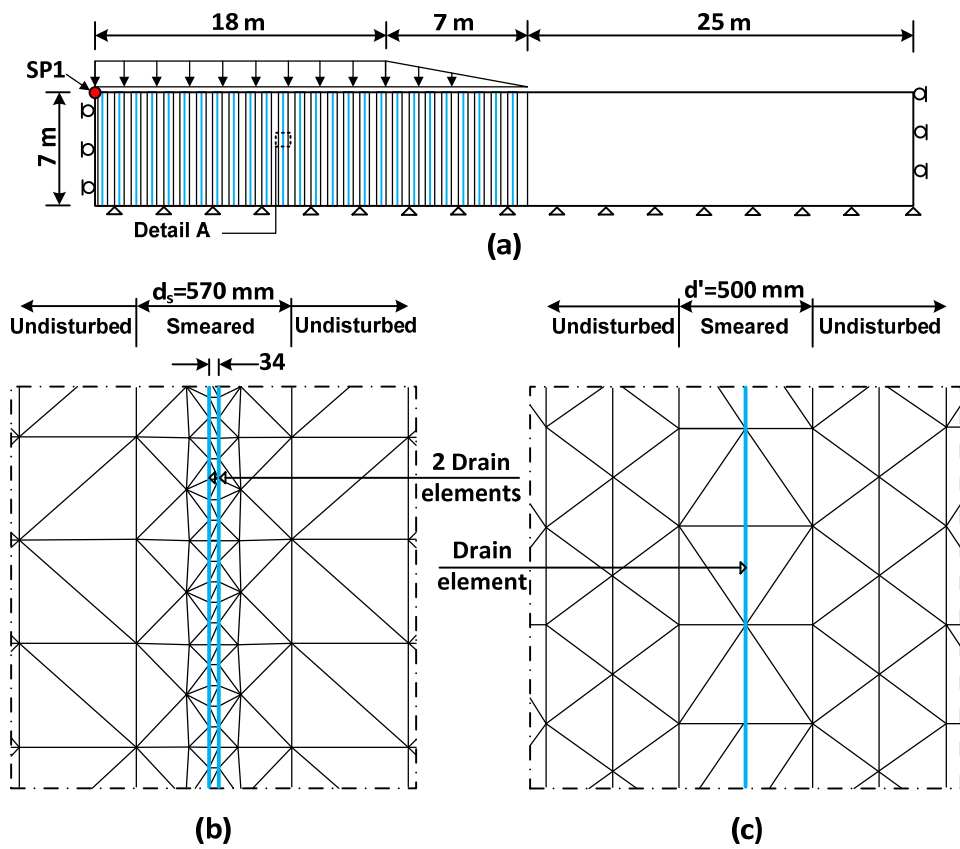 18 m
7 m
25 m
SP1
7 m
Detail A
(a)
dₛ=570 mm
Undisturbed
Smeared
Undisturbed
34
d'=500 mm
Undisturbed
Smeared
Undisturbed
2 Drain
elements
Drain
element
(b)
(c)